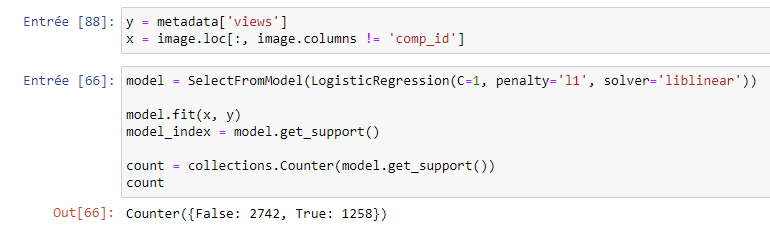 Entrée [88]: y = metadata['views']
x = image.loc[:, image.columns != 'comp_id']
Entrée [66]: model = SelectFromModel(LogisticRegression(C=1, penalty='l1', solver='liblinear'))
model.fit(x, y)
model_index = model.get_support()
count = collections.Counter(model.get_support())
count
Out[66]: Counter({False: 2742, True: 1258})